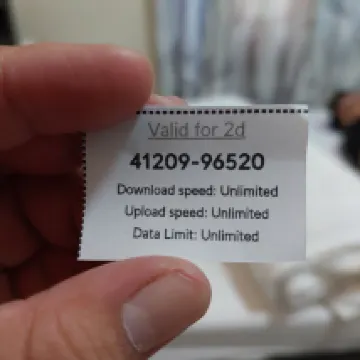 Valid for 2d
41209-96520
Download speed: Unlimited
Upload speed: Unlimited
Data Limit: Unlimited